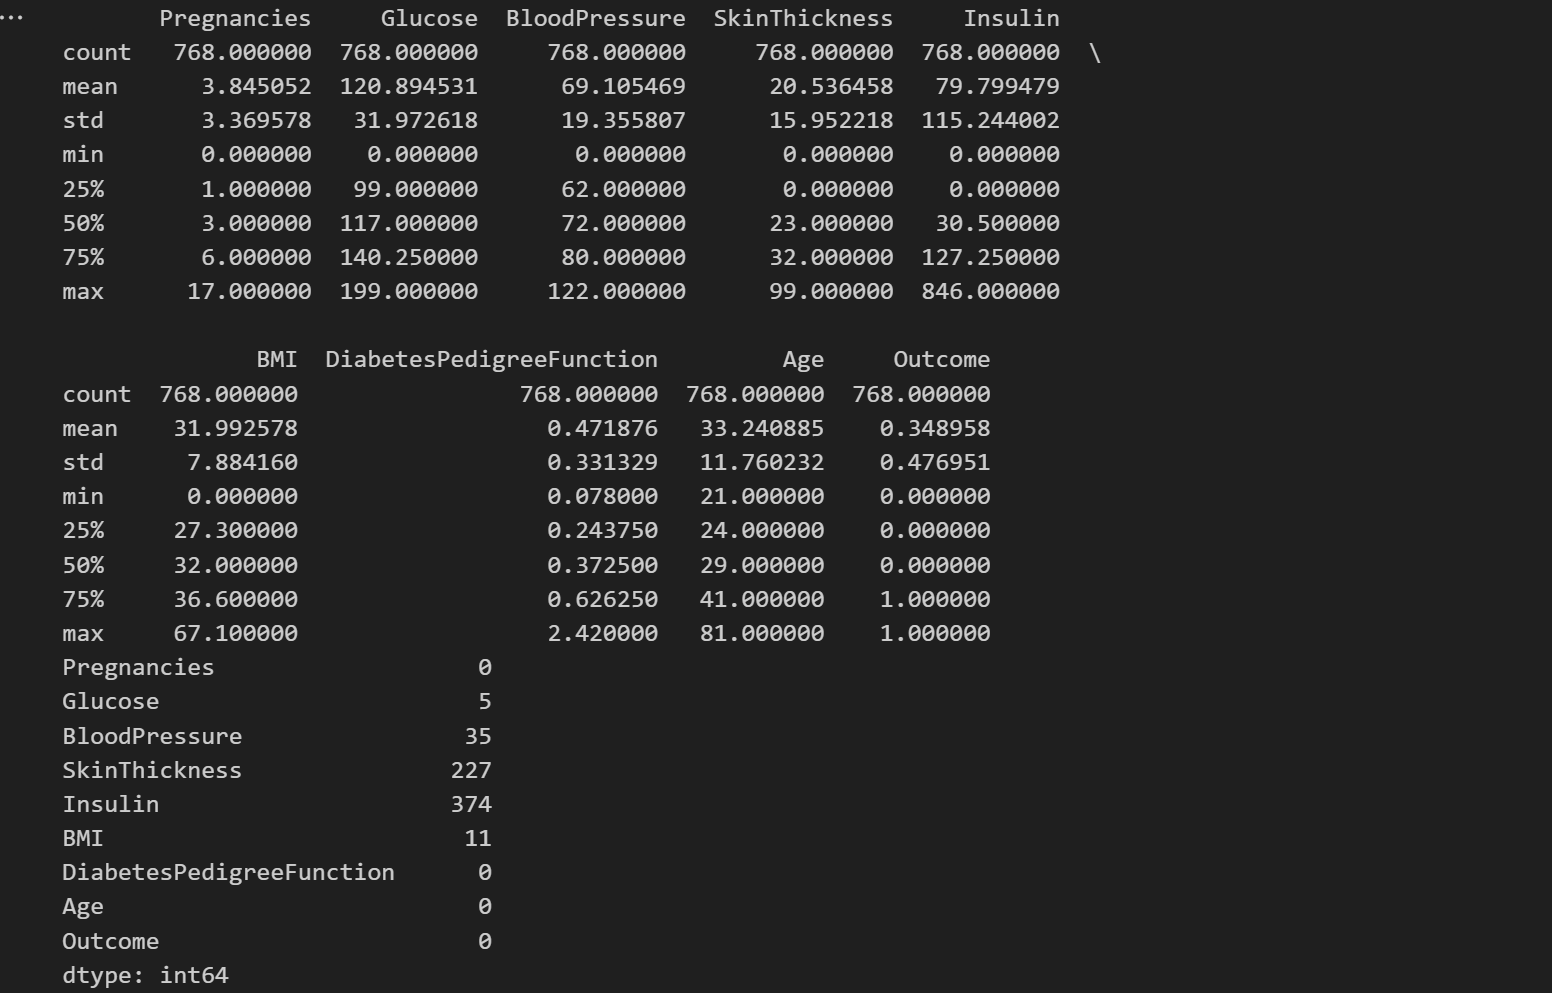 ...
Pregnancies Glucose BloodPressure SkinThickness Insulin
count 768.000000 768.000000 768.000000 768.000000 768.000000 \
mean 3.845052 120.894531 69.105469 20.536458 79.799479
std 3.369578 31.972618 19.355807 15.952218 115.244002
min 0.000000 0.000000 0.000000 0.000000 0.000000
25% 1.000000 99.000000 62.000000 0.000000 0.000000
50% 3.000000 117.000000 72.000000 23.000000 30.500000
75% 6.000000 140.250000 80.000000 32.000000 127.250000
max 17.000000 199.000000 122.000000 99.000000 846.000000
BMI DiabetesPedigreeFunction Age Outcome
count 768.000000 768.000000 768.000000 768.000000
mean 31.992578 0.471876 33.240885 0.348958
std 7.884160 0.331329 11.760232 0.476951
min 0.000000 0.078000 21.000000 0.000000
25% 27.300000 0.243750 24.000000 0.000000
50% 32.000000 0.372500 29.000000 0.000000
75% 36.600000 0.626250 41.000000 1.000000
max 67.100000 2.420000 81.000000 1.000000
Pregnancies 0
Glucose 5
BloodPressure 35
SkinThickness 227
Insulin 374
BMI 11
DiabetesPedigreeFunction 0
Age 0
Outcome 0
dtype: int64